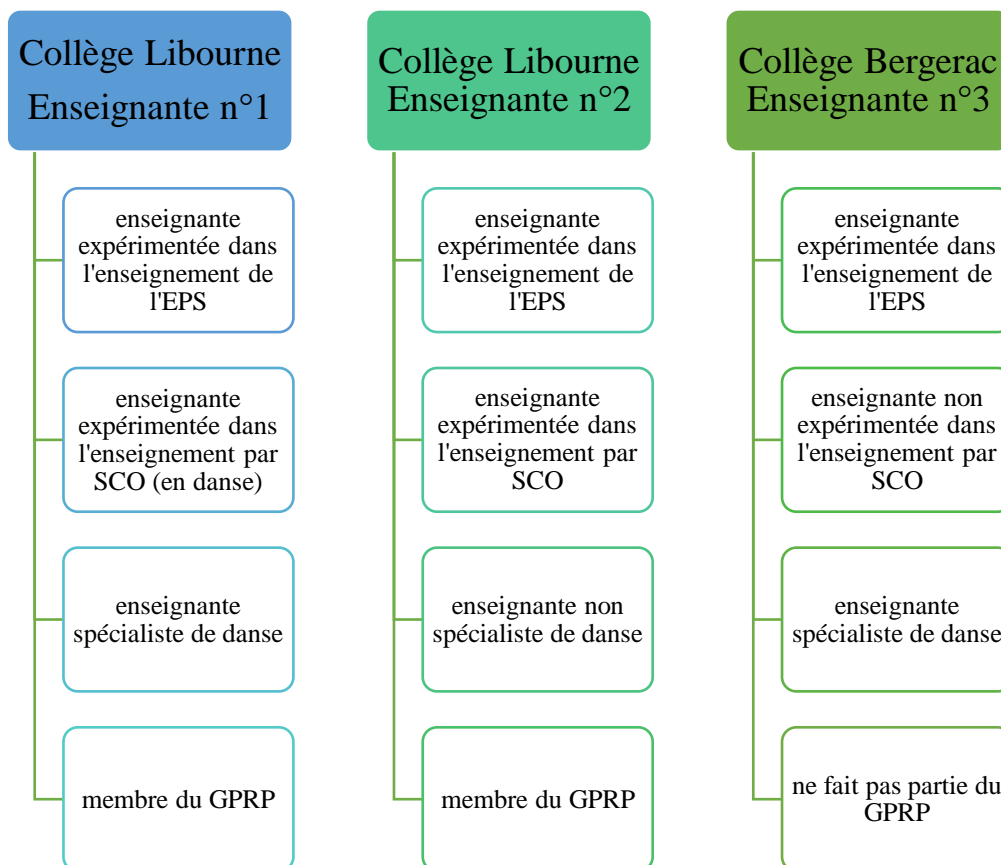 Collège Libourne
Enseignante n°1
enseignante
expérimentée dans
l'enseignement de
l'EPS
enseignante
expérimentée dans
l'enseignement par
SCO (en danse)
enseignante
spécialiste de danse
membre du GPRP
Collège Libourne
Enseignante n°2
enseignante
expérimentée dans
l'enseignement de
l'EPS
enseignante
expérimentée dans
l'enseignement par
SCO
enseignante non
spécialiste de danse
membre du GPRP
Collège Bergerac
Enseignante n°3
enseignante
expérimentée dans
l'enseignement de
l'EPS
enseignante non
expérimentée dans
l'enseignement par
SCO
enseignante
spécialiste de danse
ne fait pas partie du
GPRP